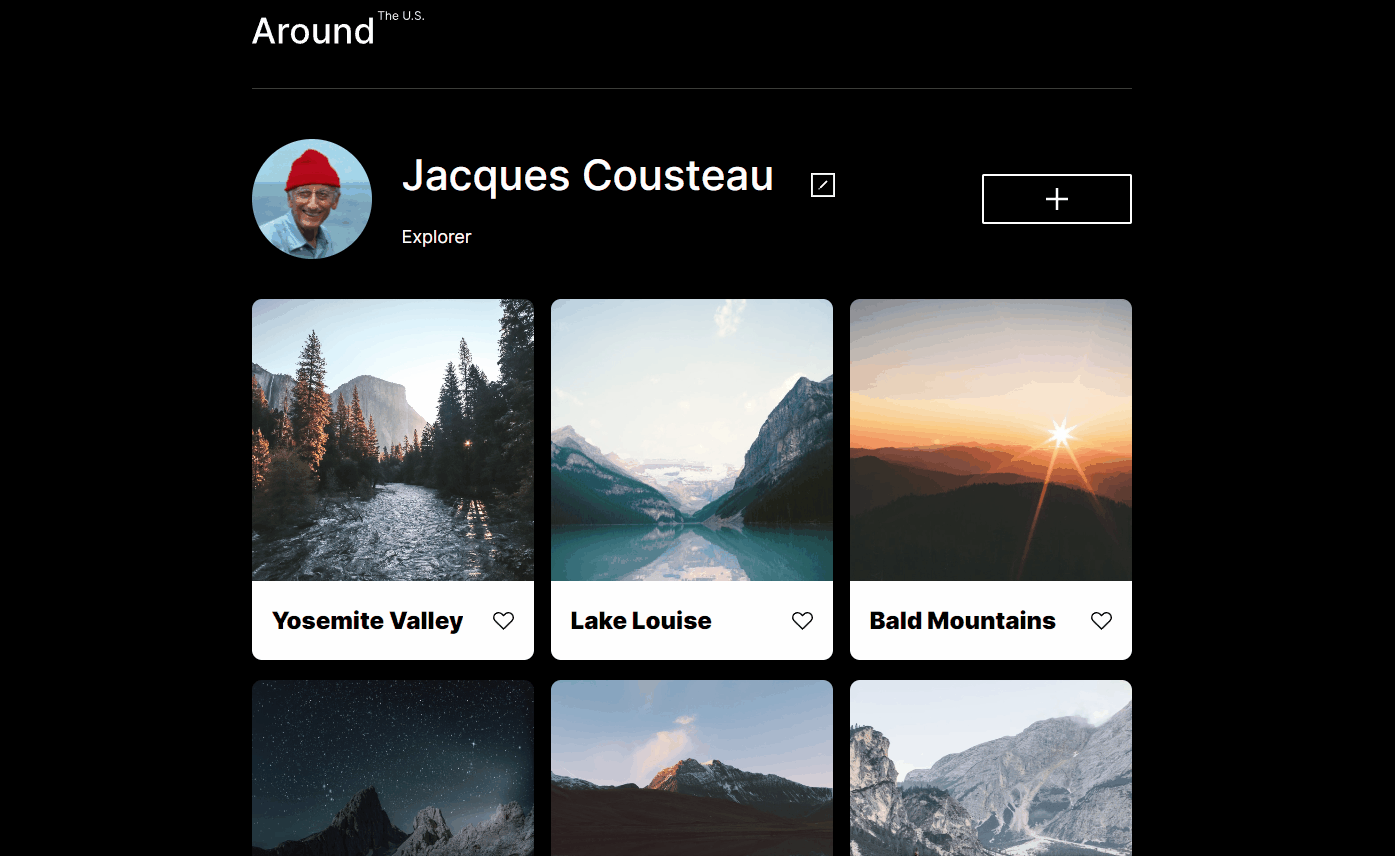 Around The U.S.
Jacques Cousteau
Explorer
Yosemite Valley
Lake Louise
Bald Mountains